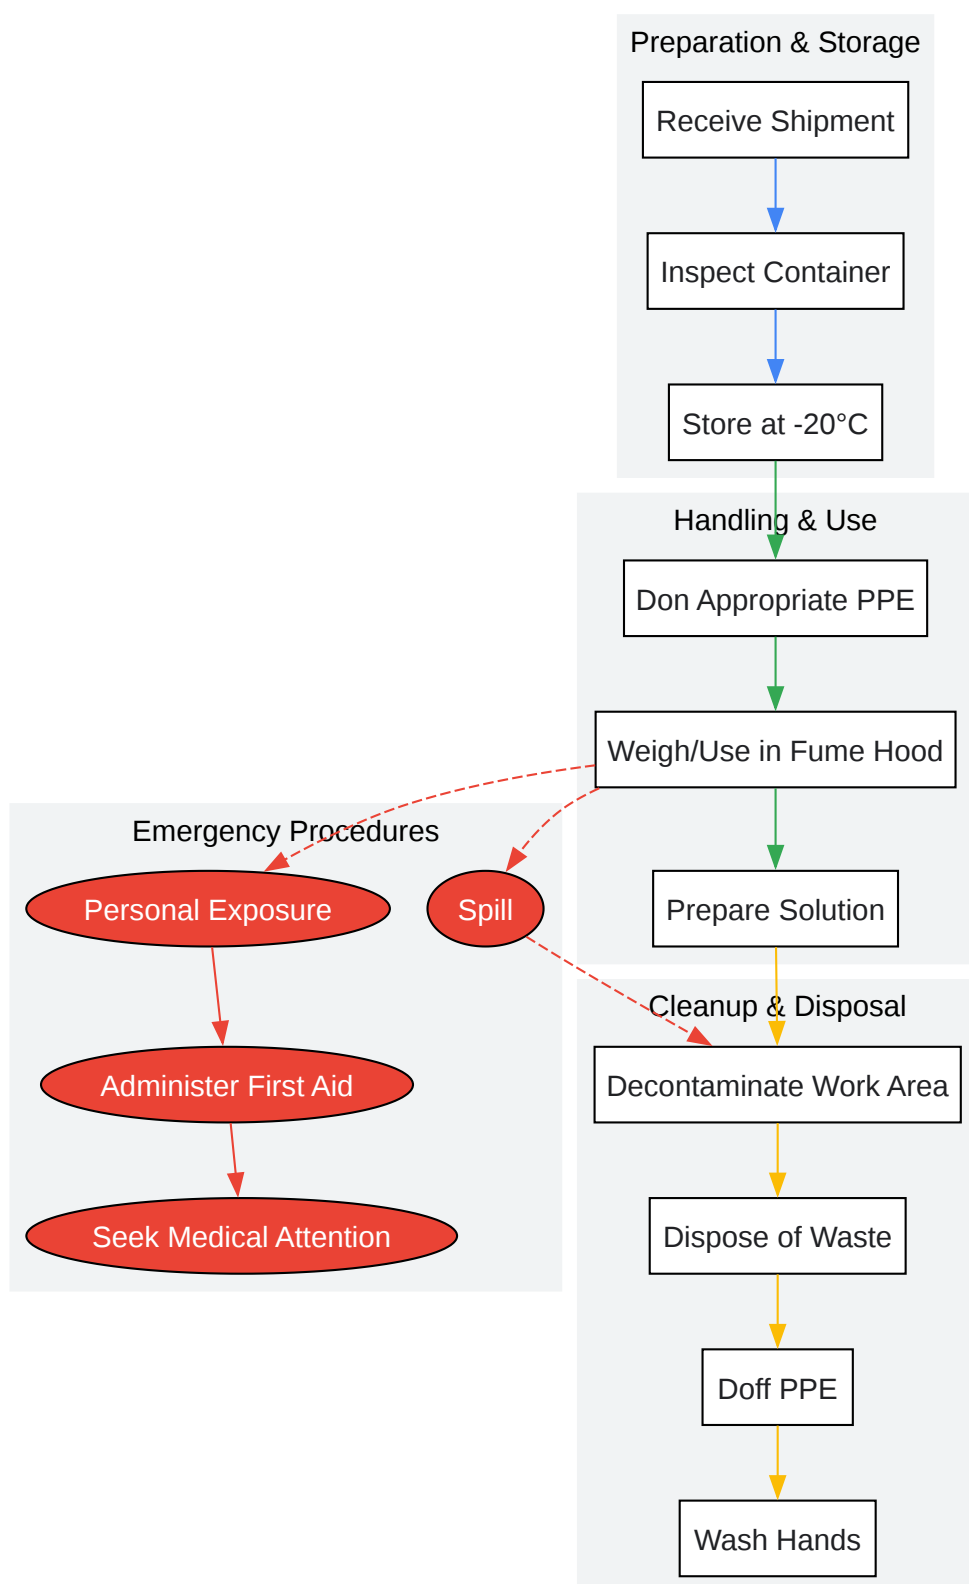 Preparation & Storage
Receive Shipment
Inspect Container
Store at -20°C
Handling & Use
Don Appropriate PPE
Weigh/Use in Fume Hood
Emergency Procedures
Personal Exposure
Spill
Prepare Solution
Cleanup & Disposal
Administer First Aid
Decontaminate Work Area
Seek Medical Attention
Dispose of Waste
Doff PPE
Wash Hands